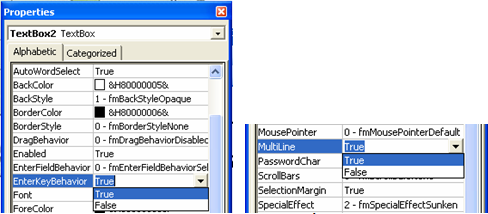 Properties
TextBox2 TextBox
Alphabetic Categorized
AutoWordSelect True
BackColor &H80000005&
BackStyle 1 - fmBackStyleOpaque
BorderColor &H80000006&
BorderStyle 0 - fmBorderStyleNone
DragBehavior 0 - fmDragBehaviorDisabled
Enabled True
EnterFieldBehavior 0 - fmEnterFieldBehaviorSel
EnterKeyBehavior True
Font True
ForeColor False
MousePointer 0 - fmMousePointerDefault
MultiLine True
PasswordChar True
ScrollBars False
SelectionMargin True
SpecialEffect 2 - fmSpecialEffectSunken